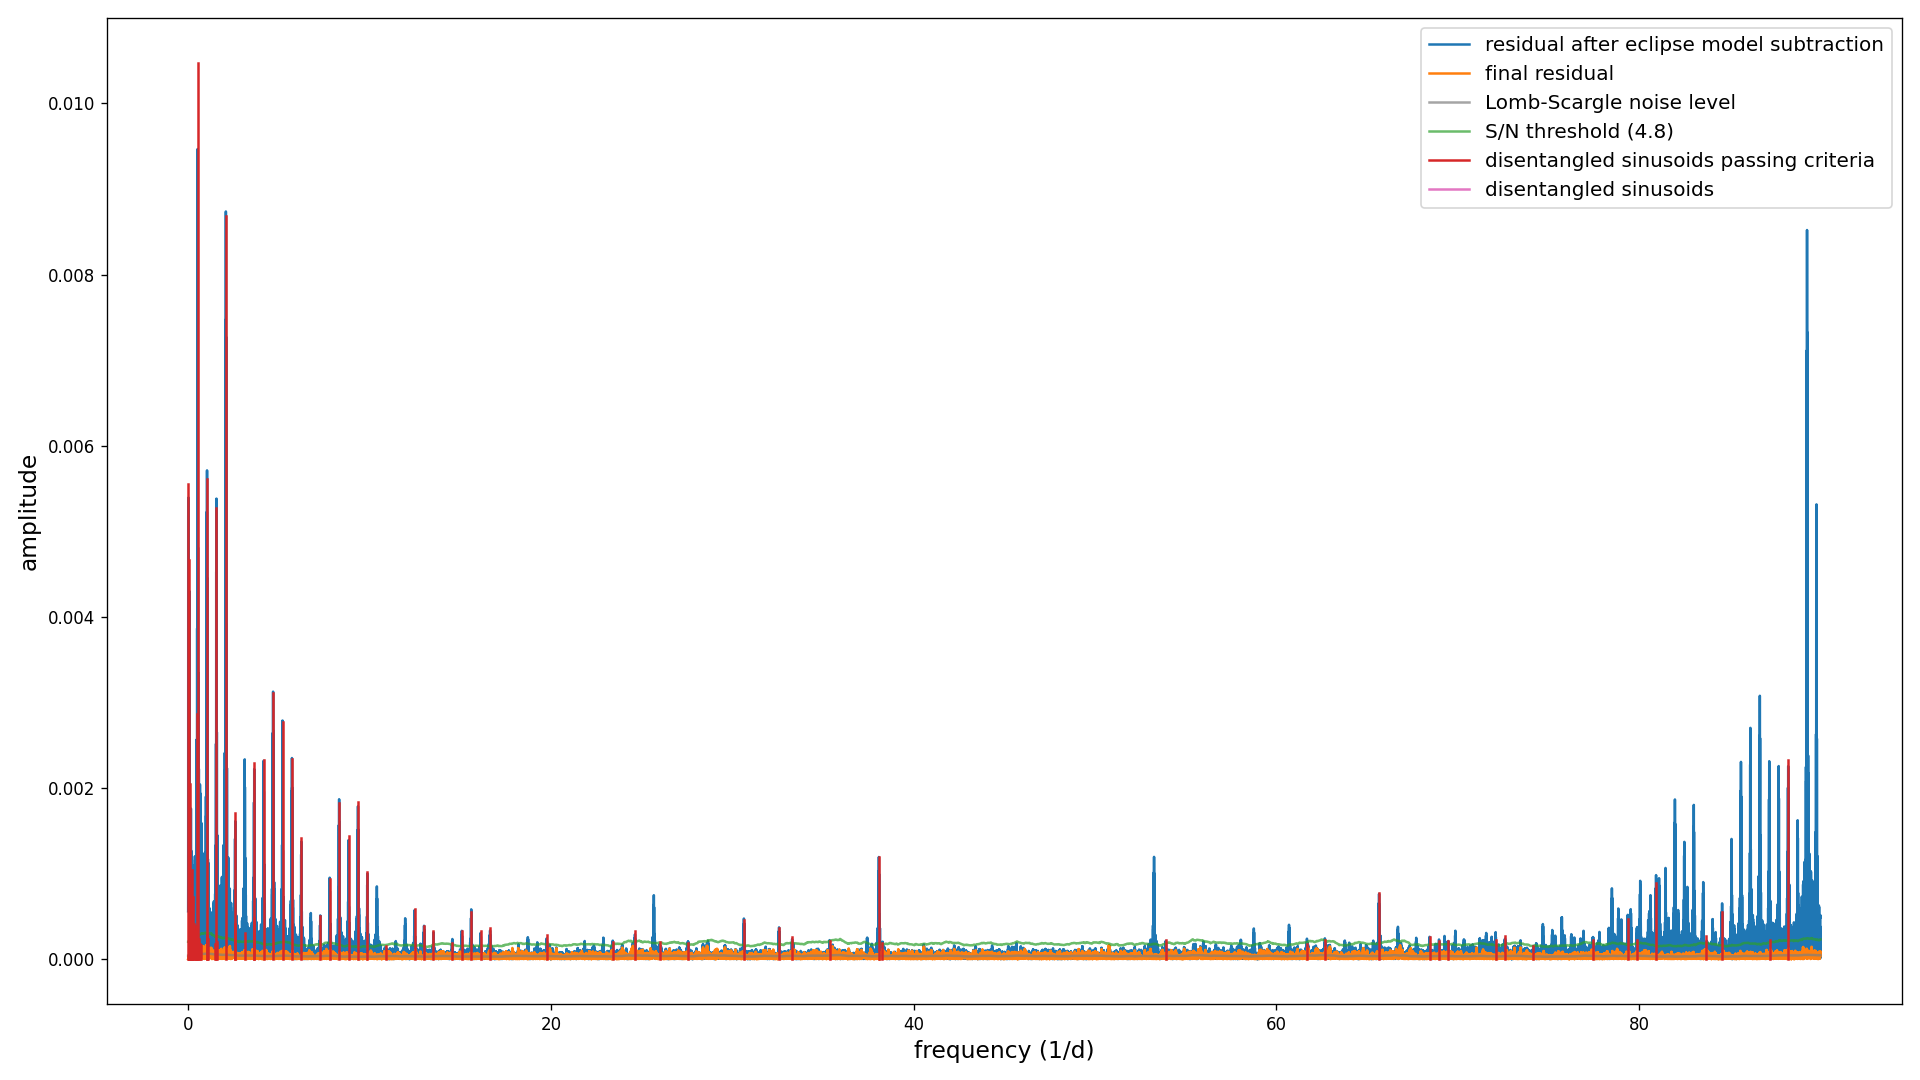 residual after eclipse model subtraction
final residual
Lomb-Scargle noise level
S/N threshold (4.8)
disentangled sinusoids passing criteria
disentangled sinusoids
amplitude
0.010
0.008
0.006
0.004
0.002
0.000
0 20 40 60 80
frequency (1/d)